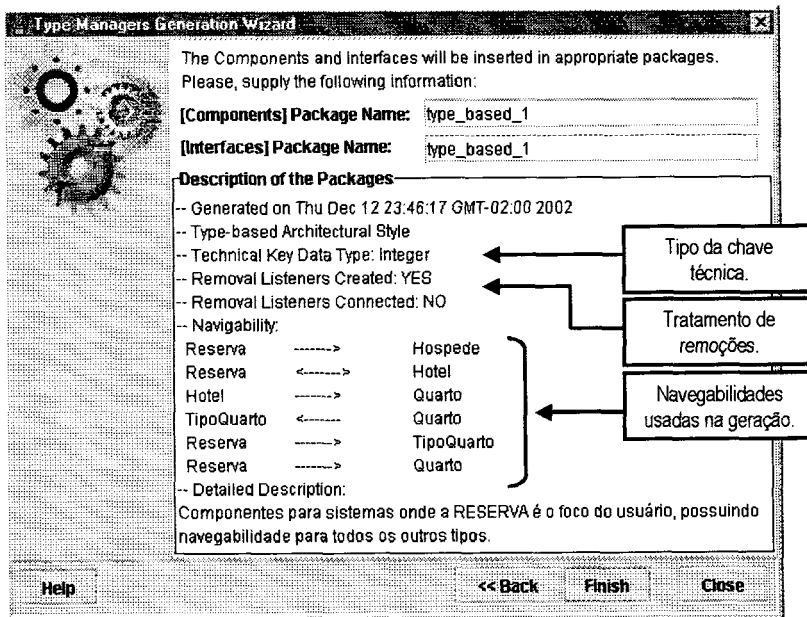 Type Managers Generation Wizard
The Components and Interfaces will be inserted in appropriate packages.
Please, supply the following information:
[Components] Package Name: type_based_1
[Interfaces] Package Name: type_based_1
Description of the Packages
-- Generated on Thu Dec 12 23:46:17 GMT-02:00 2002
-- Type-based Architectural Style
-- Technical Key Data Type: Integer
-- Removal Listeners Created: YES
-- Removal Listeners Connected: NO
-- Navigability:
Reserva -------> Hospede
Reserva <-------> Hotel
Hotel -------> Quarto
TipoQuarto <------- Quarto
Reserva -------> TipoQuarto
Reserva -------> Quarto
-- Detailed Description:
Componentes para sistemas onde a RESERVA é o foco do usuário, possuindo
navegabilidade para todos os outros tipos.
Tipo da chave
técnica.
Tratamento de
remoções.
Navegabilidades
usadas na geração.
Help
<< Back
Finish
Close